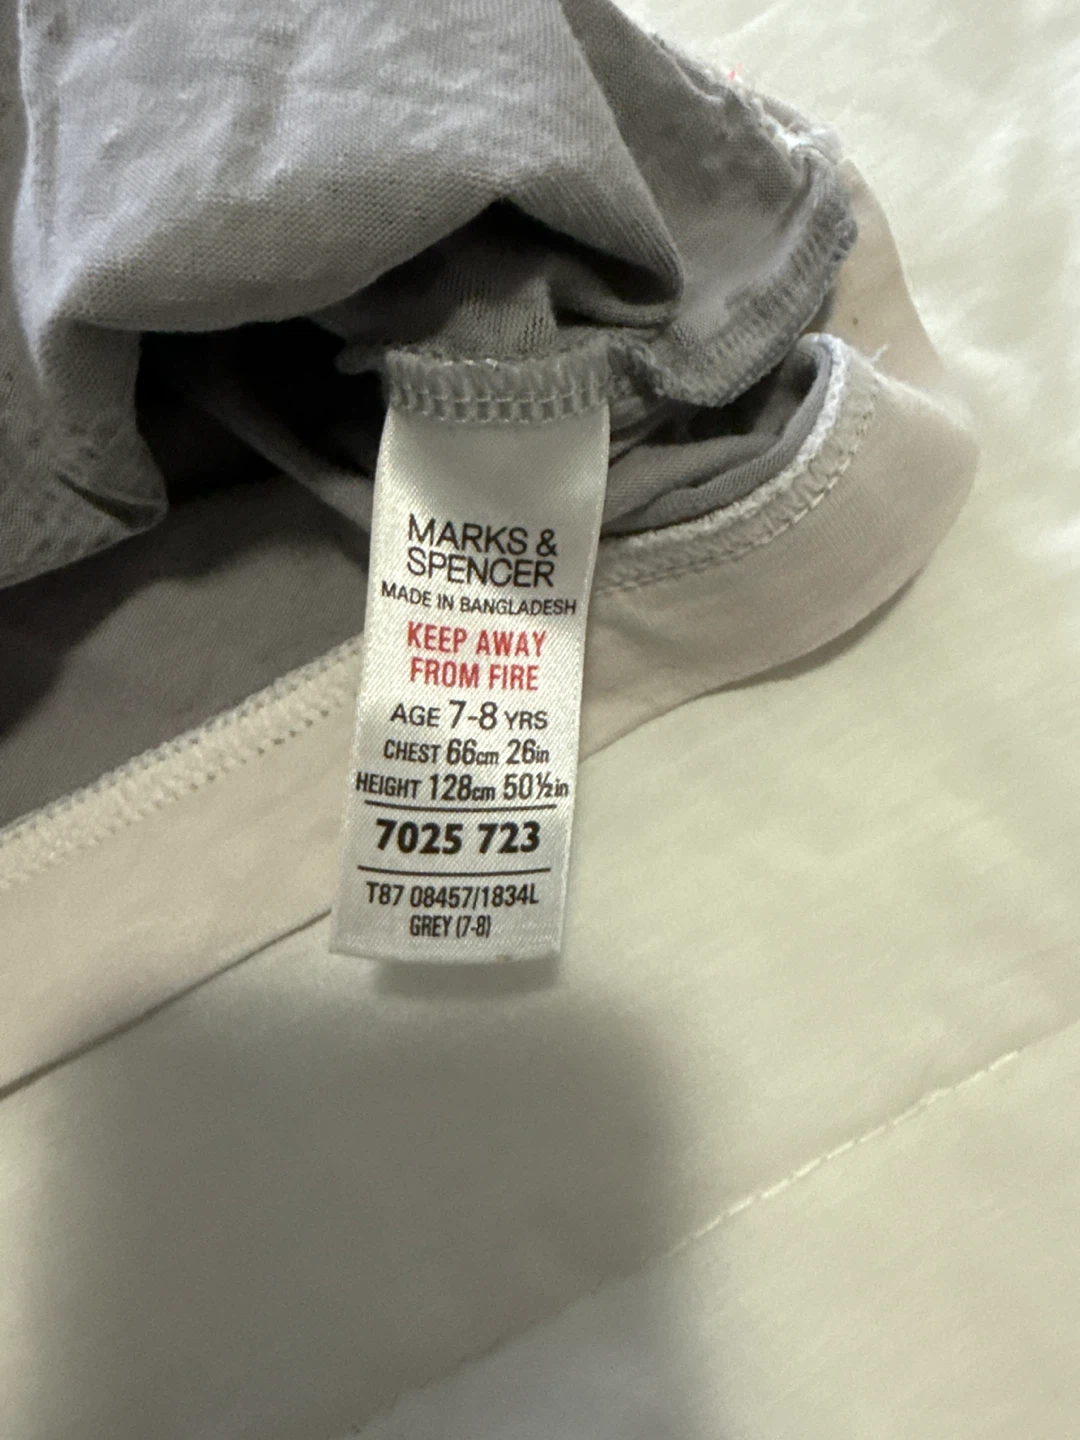 MARKS &
SPENCER
MADE IN BANGLADESH
KEEP AWAY
FROM FIRE
AGE 7-8 YRS
CHEST 66cm 26in
HEIGHT 128cm 50½in
7025 723
T87 08457/1834L
GREY (7-8)